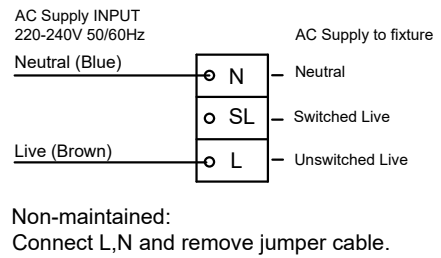 AC Supply INPUT
220-240V 50/60Hz
AC Supply to fixture
Neutral (Blue)
N
Neutral
SL
Switched Live
Live (Brown)
L
Unswitched Live
Non-maintained:
Connect L,N and remove jumper cable.